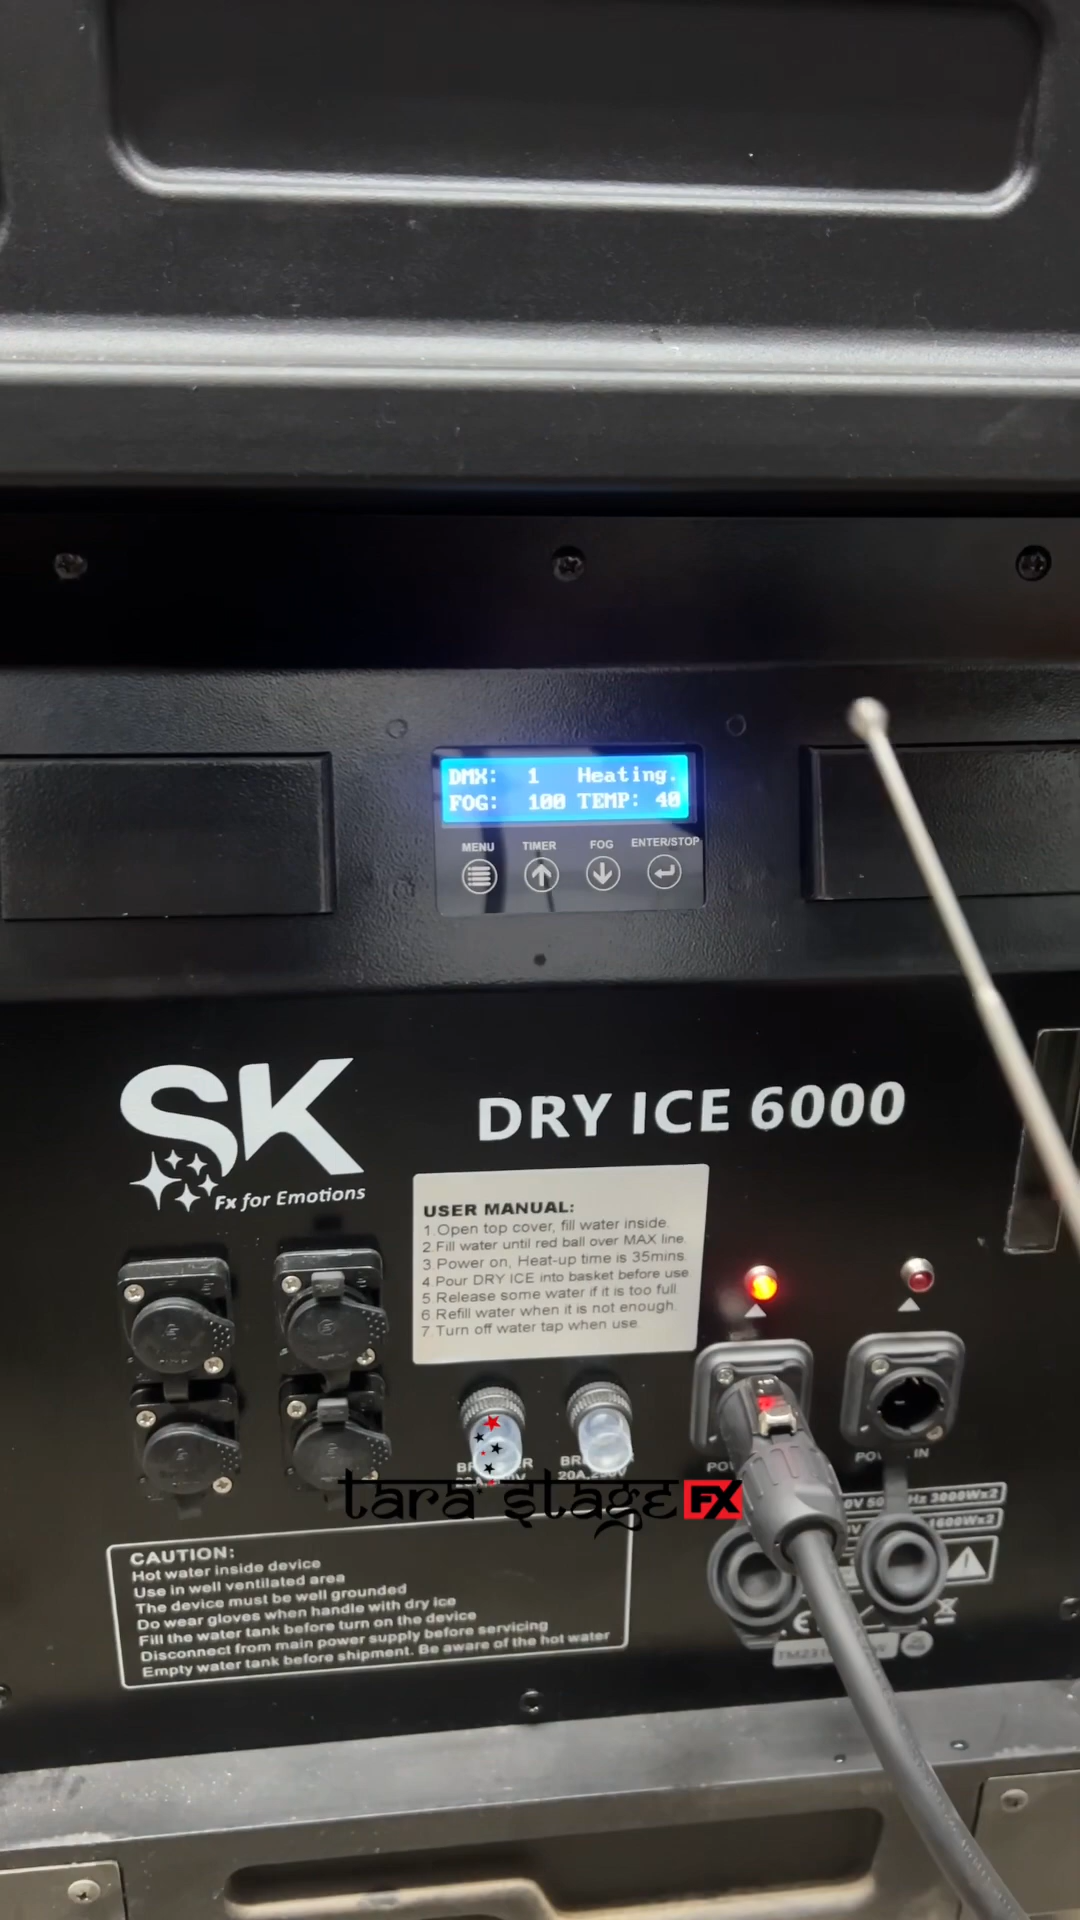 DMX: 1 Heating.
FOG: 100 TEMP: 40
MENU TIMER FOG ENTER/STOP
SK
Fx for Emotions
DRY ICE 6000
USER MANUAL:
1.Open top cover, fill water inside.
2.Fill water until red ball over MAX line.
3.Power on, Heat-up time is 35mins.
4.Pour DRY ICE into basket before use.
5.Release some water if it is too full.
6.Refill water when it is not enough.
7.Turn off water tap when use.
20A,250V
IN
tara stage FX
3000Wx2
1600Wx2
CAUTION:
Hot water inside device
Use in well ventilated area
The device must be well grounded
Do wear gloves when handle with dry ice
Fill the water tank before turn on the device
Disconnect from main power supply before servicing
Empty water tank before shipment. Be aware of the hot water